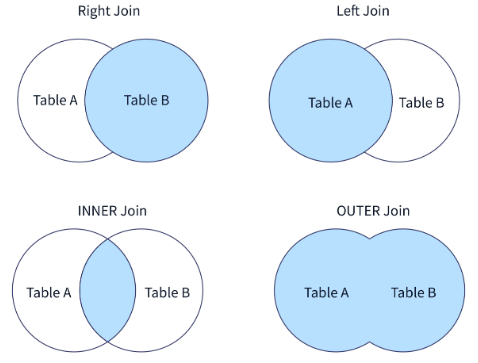 Right Join
Left Join
Table A
Table B
Table A
Table B
INNER Join
OUTER Join
Table A
Table B
Table A
Table B